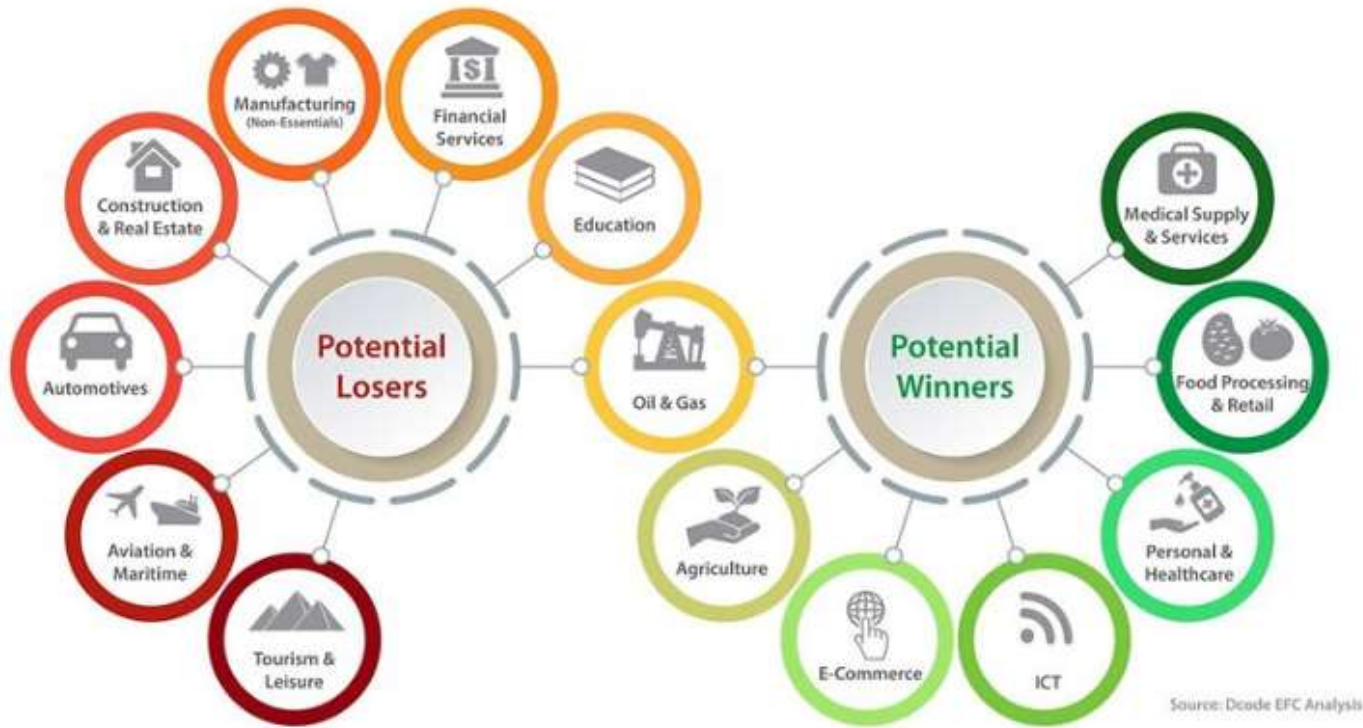 Manufacturing
(Non-Essentials)
Financial
Services
Construction
& Real Estate
Education
Medical Supply
& Services
Automotives
Potential
Losers
Oil & Gas
Potential
Winners
Food Processing
& Retail
Aviation &
Maritime
Agriculture
Personal &
Healthcare
Tourism &
Leisure
E-Commerce
ICT
Source: Dcode EFC Analysis